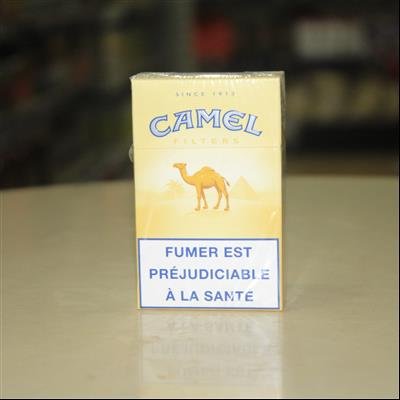 SINCE 1913
CAMEL
FILTERS
FUMER EST
PRÉJUDICIABLE
À LA SANTÉ